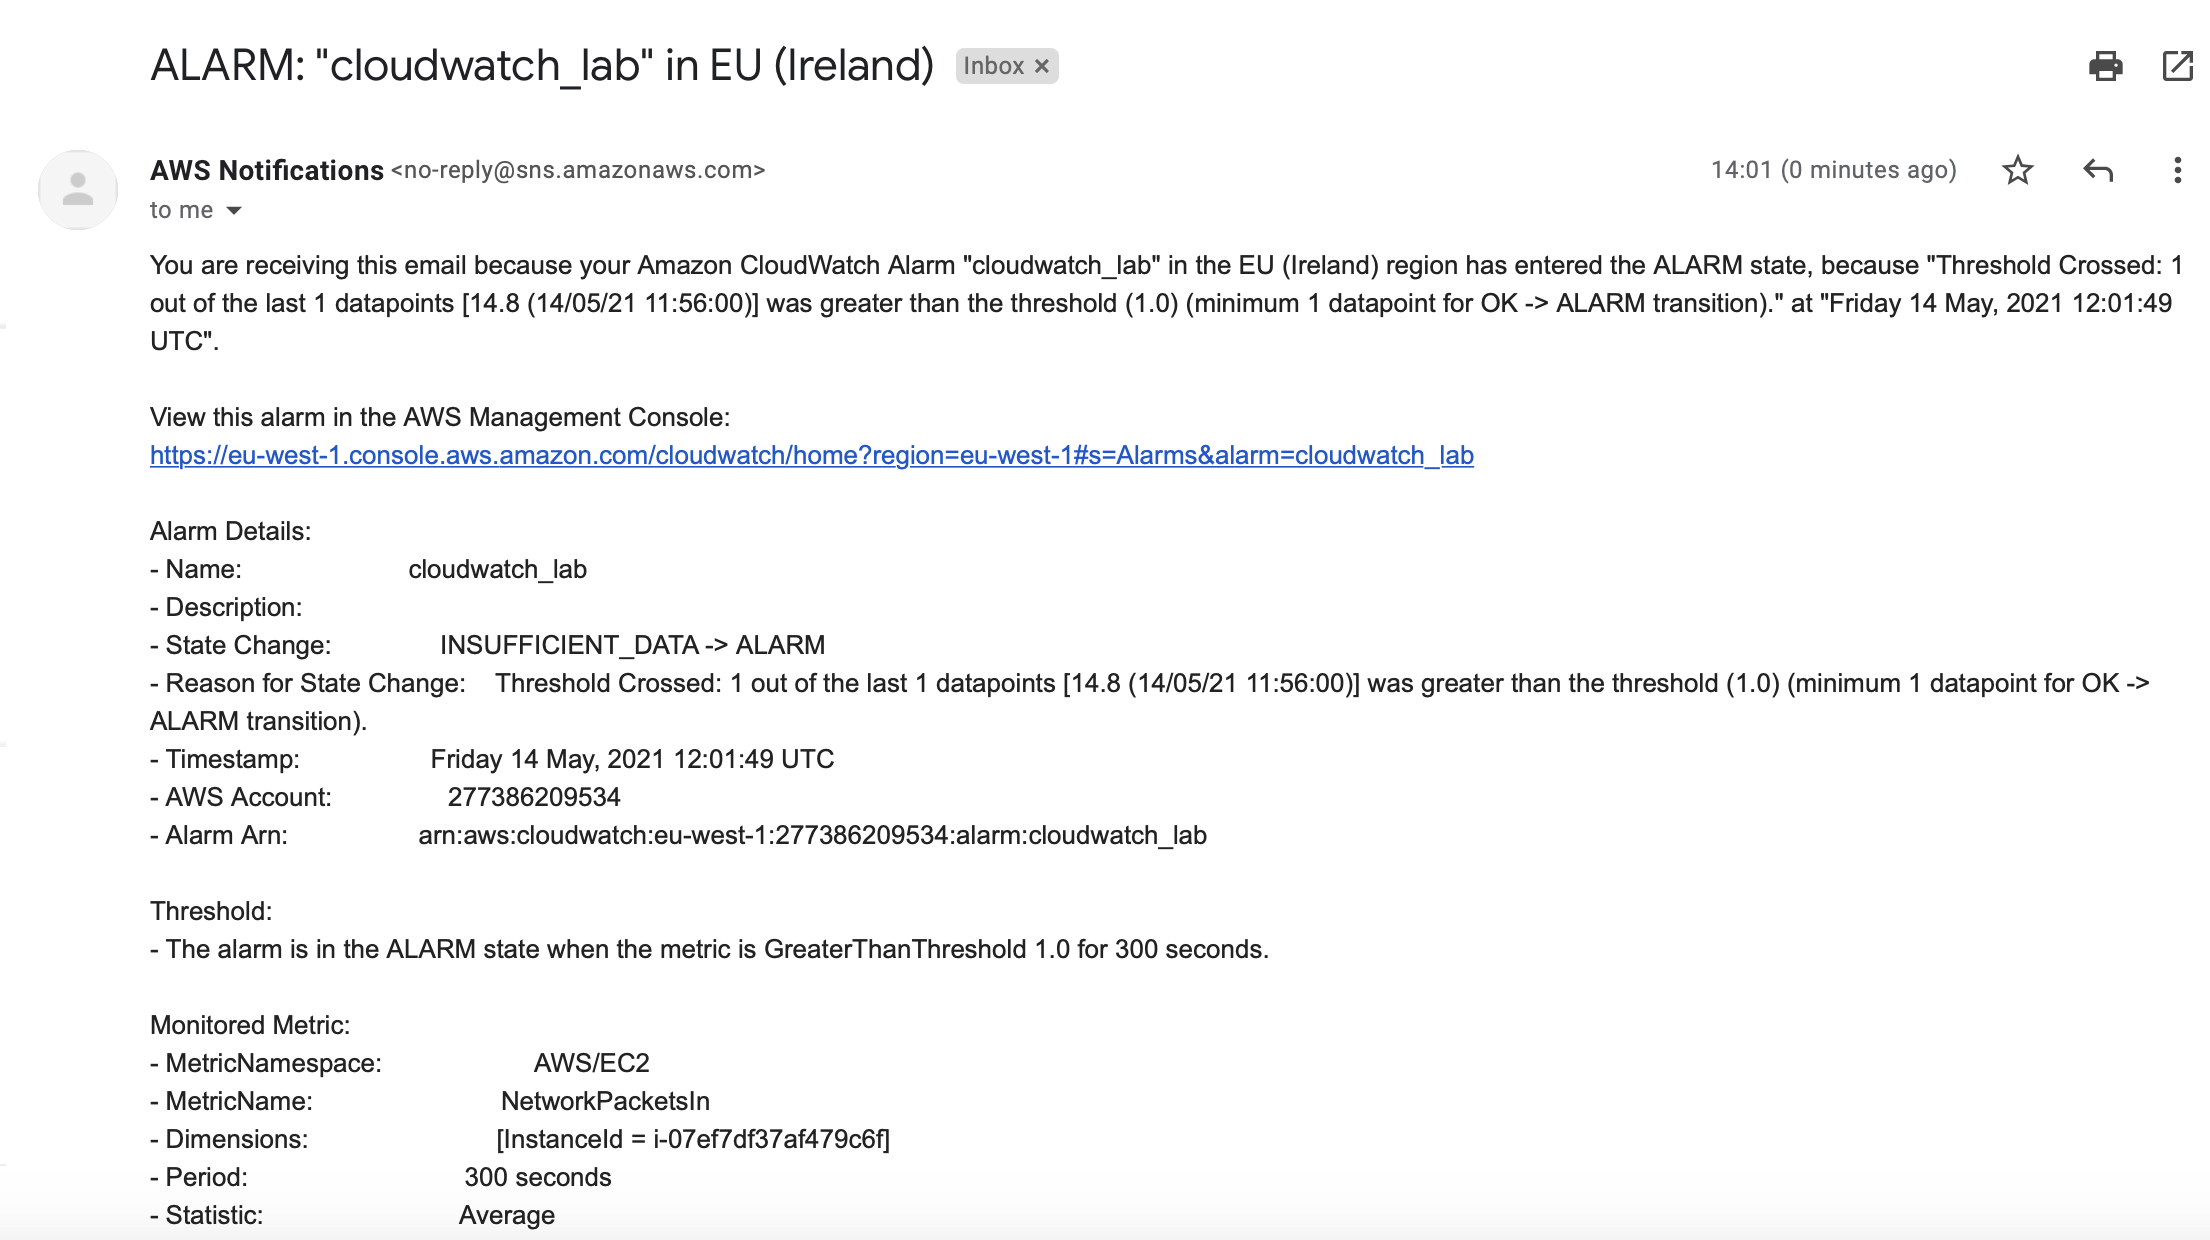 ALARM: "cloudwatch_lab" in EU (Ireland) Inbox ×
AWS Notifications <no-reply@sns.amazonaws.com> 14:01 (0 minutes ago)
to me
You are receiving this email because your Amazon CloudWatch Alarm "cloudwatch_lab" in the EU (Ireland) region has entered the ALARM state, because "Threshold Crossed: 1
out of the last 1 datapoints [14.8 (14/05/21 11:56:00)] was greater than the threshold (1.0) (minimum 1 datapoint for OK -> ALARM transition)." at "Friday 14 May, 2021 12:01:49
UTC".
View this alarm in the AWS Management Console:
https://eu-west-1.console.aws.amazon.com/cloudwatch/home?region=eu-west-1#s=Alarms&alarm=cloudwatch_lab
Alarm Details:
- Name: cloudwatch_lab
- Description:
- State Change: INSUFFICIENT_DATA -> ALARM
- Reason for State Change: Threshold Crossed: 1 out of the last 1 datapoints [14.8 (14/05/21 11:56:00)] was greater than the threshold (1.0) (minimum 1 datapoint for OK ->
ALARM transition).
- Timestamp: Friday 14 May, 2021 12:01:49 UTC
- AWS Account: 277386209534
- Alarm Arn: arn:aws:cloudwatch:eu-west-1:277386209534:alarm:cloudwatch_lab
Threshold:
- The alarm is in the ALARM state when the metric is GreaterThanThreshold 1.0 for 300 seconds.
Monitored Metric:
- MetricNamespace: AWS/EC2
- MetricName: NetworkPacketsIn
- Dimensions: [InstanceId = i-07ef7df37af479c6f]
- Period: 300 seconds
- Statistic: Average